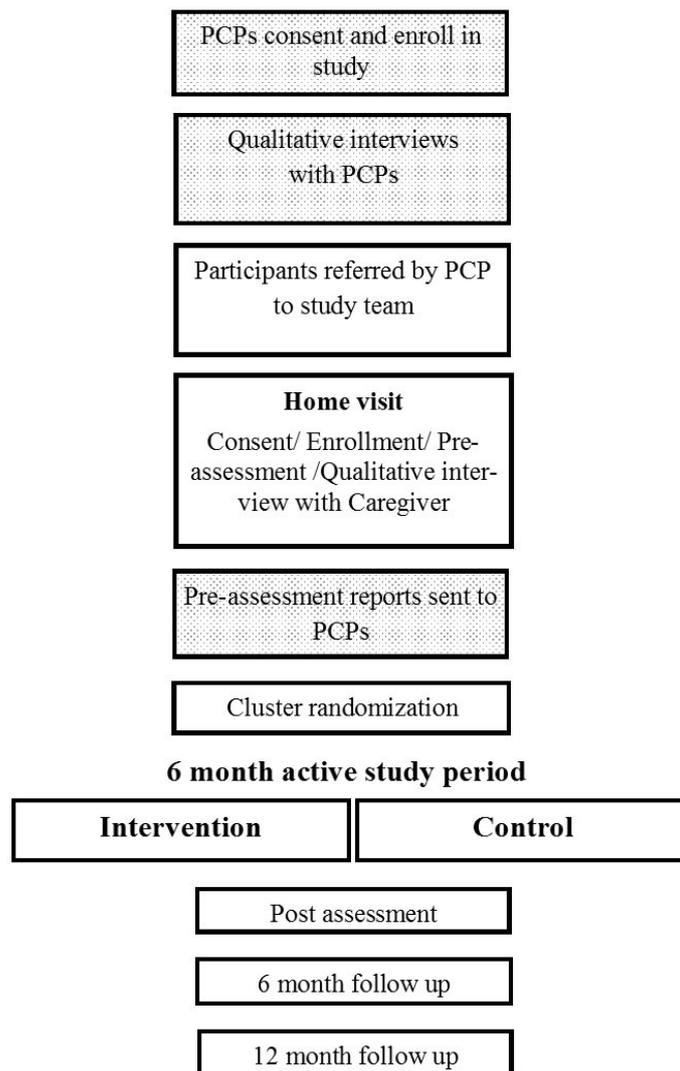 PCPs consent and enroll in
study
Qualitative interviews
with PCPs
Participants referred by PCP
to study team
Home visit
Consent/ Enrollment/ Pre-
assessment /Qualitative inter-
view with Caregiver
Pre-assessment reports sent to
PCPs
Cluster randomization
6 month active study period
Intervention
Control
Post assessment
6 month follow up
12 month follow up